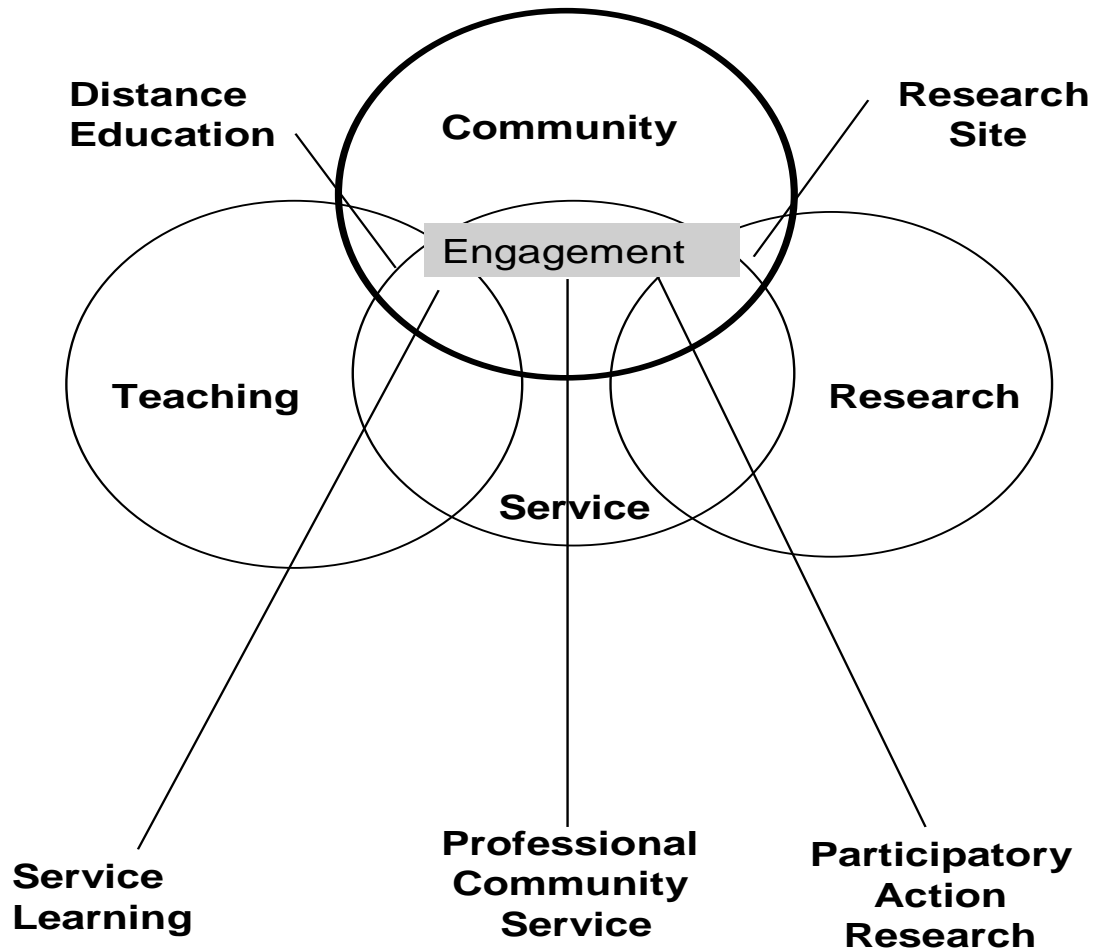 Distance
Education
Community
Research
Site
Engagement
Teaching
Research
Service
Service
Learning
Professional
Community
Service
Participatory
Action
Research